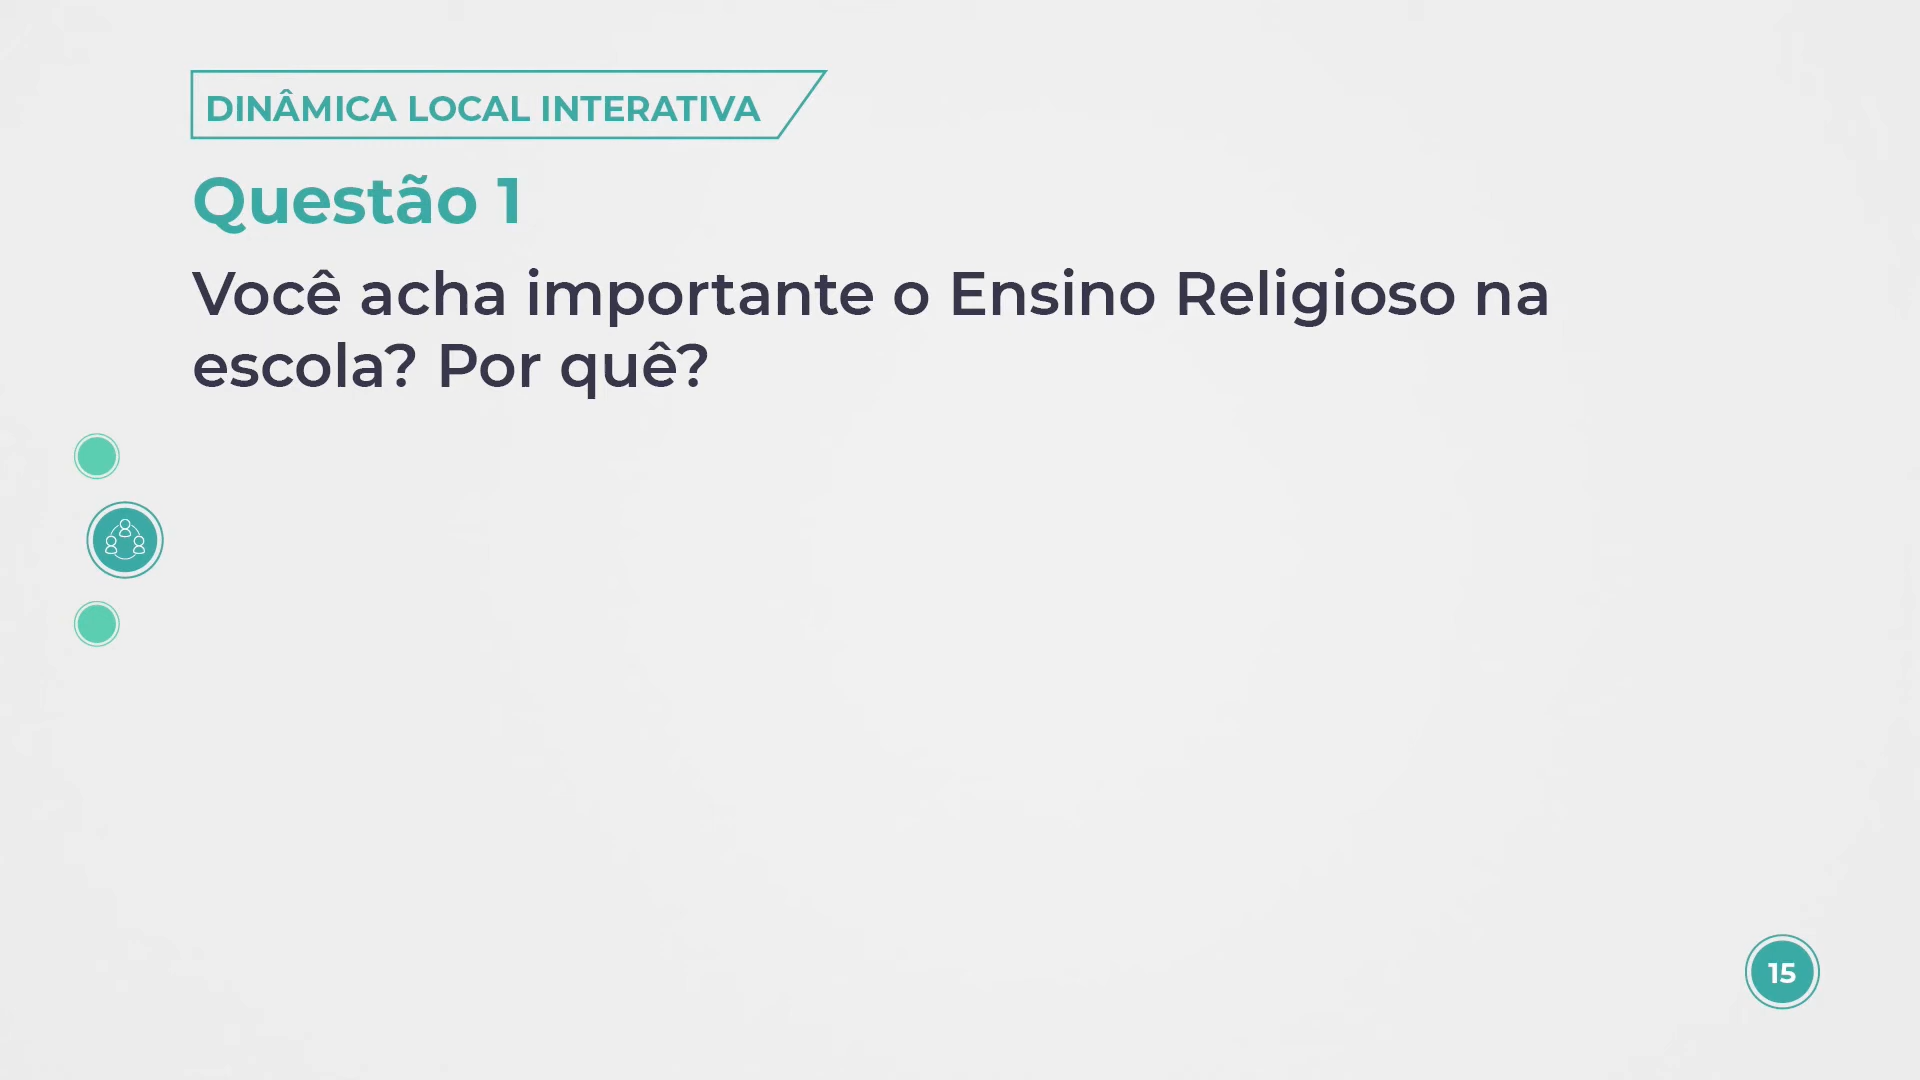 DINÂMICA LOCAL INTERATIVA
Questão 1
Você acha importante o Ensino Religioso na
escola? Por quê?
15